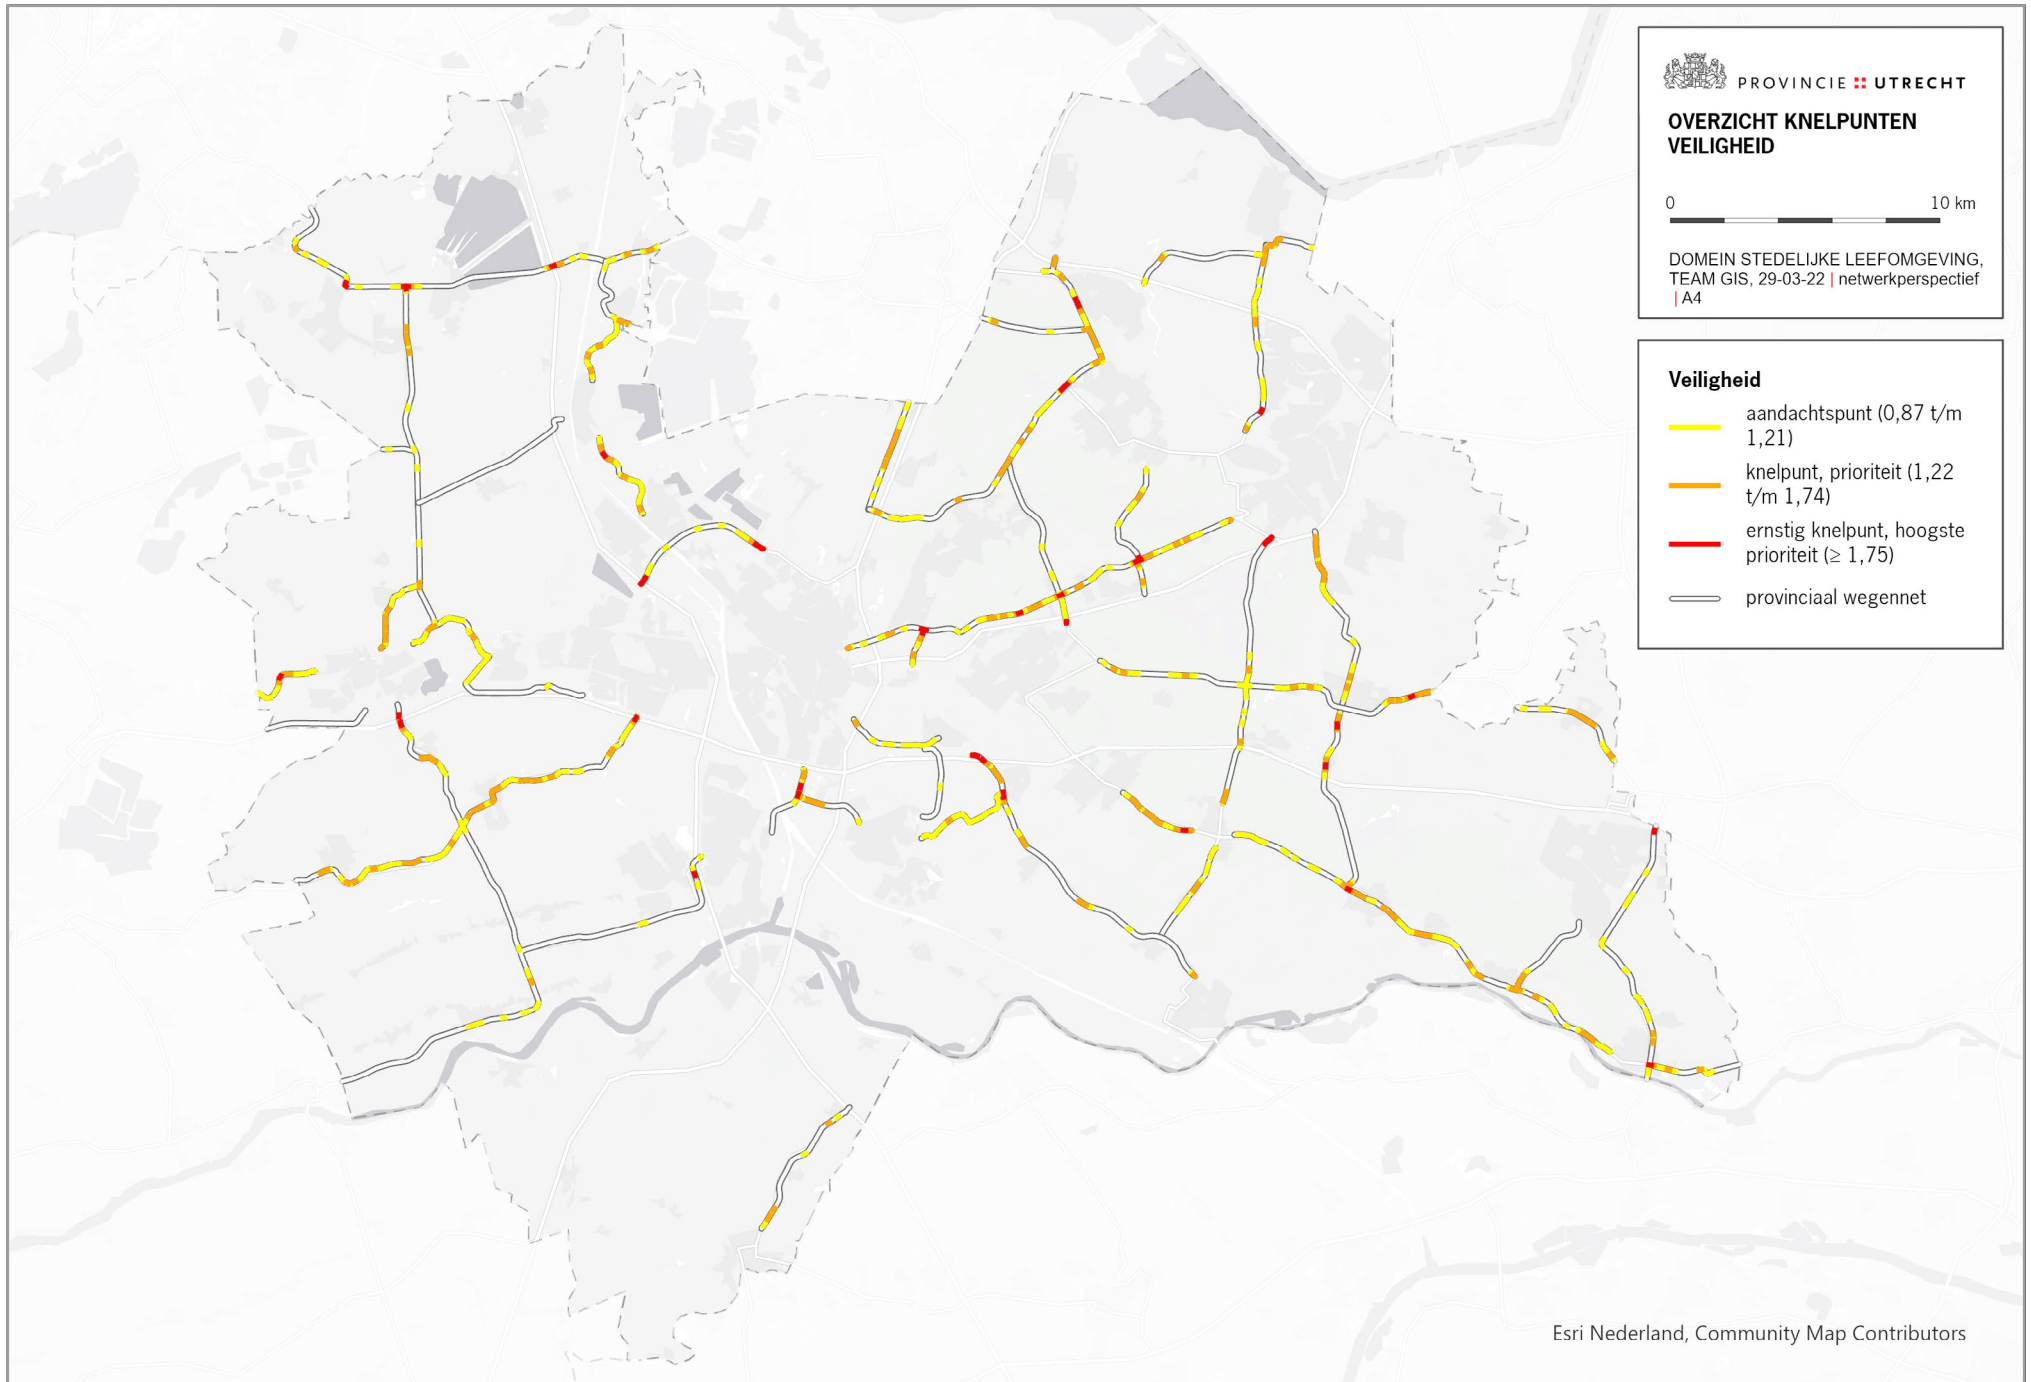 PROVINCIE :: UTRECHT
OVERZICHT KNELPUNTEN
VEILIGHEID
0 10 km
DOMEIN STEDELIJKE LEEFOMGEVING,
TEAM GIS, 29-03-22 | netwerkperspectief
| A4
Veiligheid
aandachtspunt (0,87 t/m
1,21)
knelpunt, prioriteit (1,22
t/m 1,74)
ernstig knelpunt, hoogste
prioriteit (≥ 1,75)
provinciaal wegennet
Esri Nederland, Community Map Contributors